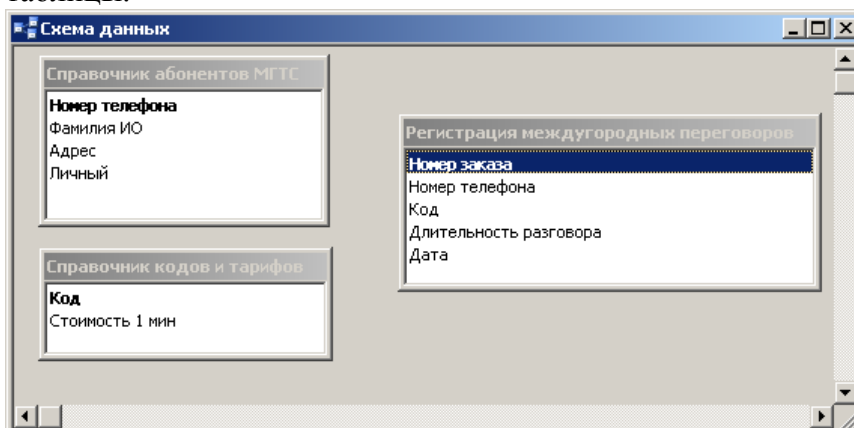 таблицы.
Схема данных
Справочник абонентов МГТС
Номер телефона
Фамилия ИО
Адрес
Личный
Регистрация междугородных переговоров
Номер заказа
Номер телефона
Код
Длительность разговора
Дата
Справочник кодов и тарифов
Код
Стоимость 1 мин